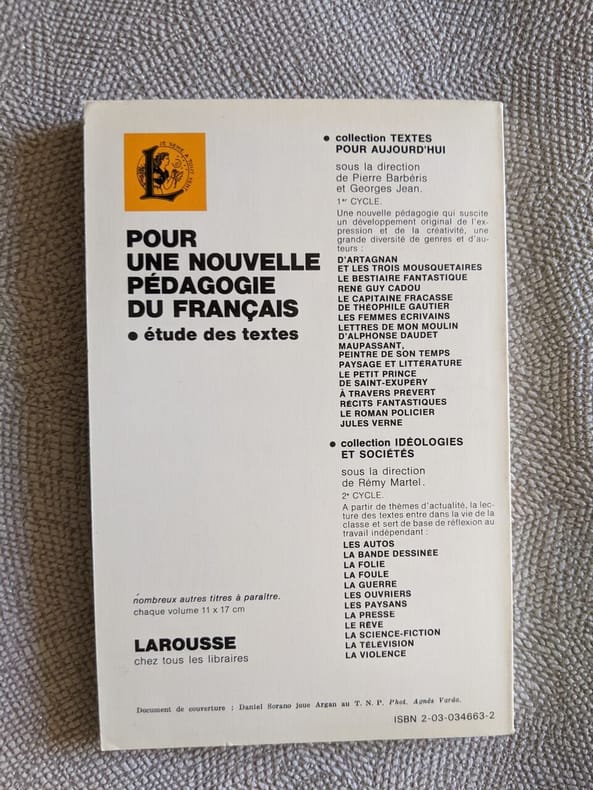 JE SÈME À TOUT VENT
POUR
UNE NOUVELLE
PÉDAGOGIE
DU FRANÇAIS
● étude des textes
nombreux autres titres à paraître.
chaque volume 11 x 17 cm
LAROUSSE
chez tous les libraires
● collection TEXTES
POUR AUJOURD'HUI
sous la direction
de Pierre Barbéris
et Georges Jean.
1er CYCLE.
Une nouvelle pédagogie qui suscite
un développement original de l'ex-
pression et de la créativité, une
grande diversité de genres et d'au-
teurs :
D'ARTAGNAN
ET LES TROIS MOUSQUETAIRES
LE BESTIAIRE FANTASTIQUE
RENÉ GUY CADOU
LE CAPITAINE FRACASSE
DE THÉOPHILE GAUTIER
LES FEMMES ÉCRIVAINS
LETTRES DE MON MOULIN
D'ALPHONSE DAUDET
MAUPASSANT,
PEINTRE DE SON TEMPS
PAYSAGE ET LITTÉRATURE
LE PETIT PRINCE
DE SAINT-EXUPÉRY
À TRAVERS PRÉVERT
RÉCITS FANTASTIQUES
LE ROMAN POLICIER
JULES VERNE
● collection IDÉOLOGIES
ET SOCIÉTÉS
sous la direction
de Rémy Martel.
2e CYCLE.
A partir de thèmes d'actualité, la lec-
ture des textes entre dans la vie de la
classe et sert de base de réflexion au
travail indépendant :
LES AUTOS
LA BANDE DESSINÉE
LA FOLIE
LA FOULE
LA GUERRE
LES OUVRIERS
LES PAYSANS
LA PRESSE
LE RÊVE
LA SCIENCE-FICTION
LA TÉLÉVISION
LA VIOLENCE
Document de couverture : Daniel Sorano joue Argan au T. N. P. Phot. Agnès Varda.
ISBN 2-03-034663-2